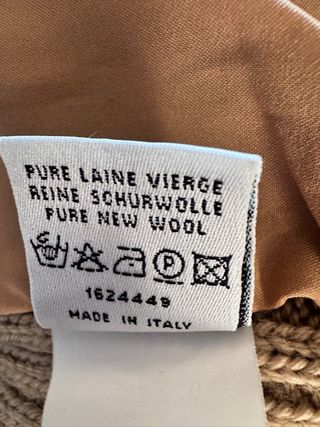 PURE LAINE VIERGE
REINE SCHURWOLLE
PURE NEW WOOL
P
1624449
MADE IN ITALY